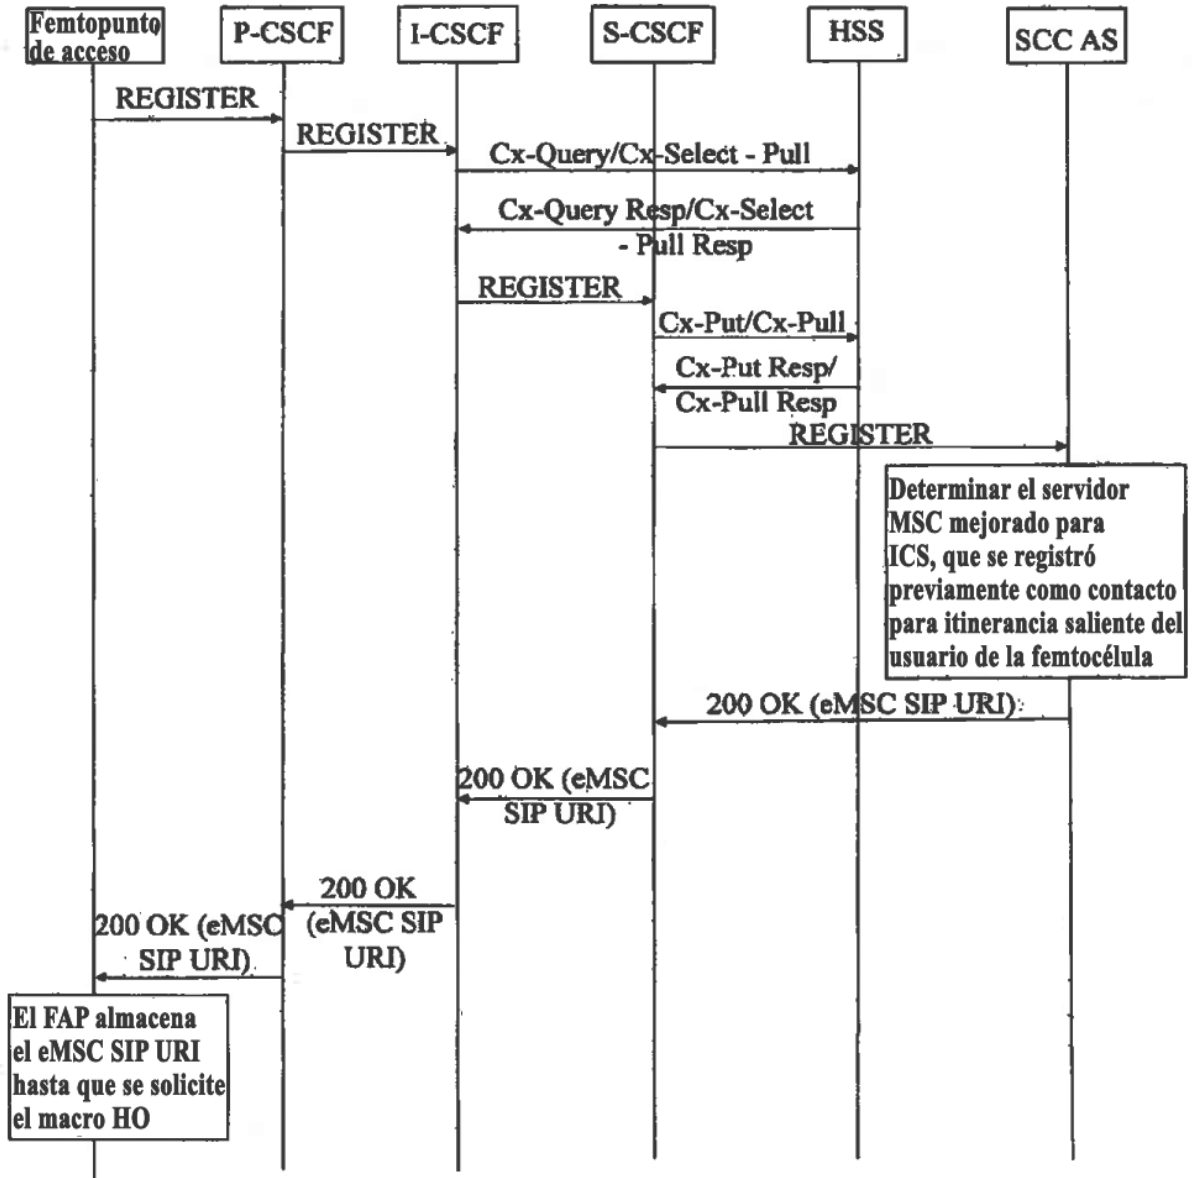 Femtopunto
de acceso
P-CSCF
I-CSCF
S-CSCF
HSS
SCC AS
REGISTER
REGISTER
Cx-Query/Cx-Select - Pull
Cx-Query Resp/Cx-Select
- Pull Resp
REGISTER
Cx-Put/Cx-Pull
Cx-Put Resp/
Cx-Pull Resp
REGISTER
Determinar el servidor
MSC mejorado para
ICS, que se registró
previamente como contacto
para itinerancia saliente del
usuario de la femtocélula
200 OK (eMSC SIP URI)
200 OK (eMSC
SIP URI)
200 OK
(eMSC SIP
URI)
200 OK (eMSC
SIP URI)
El FAP almacena
el eMSC SIP URI
hasta que se solicite
el macro HO